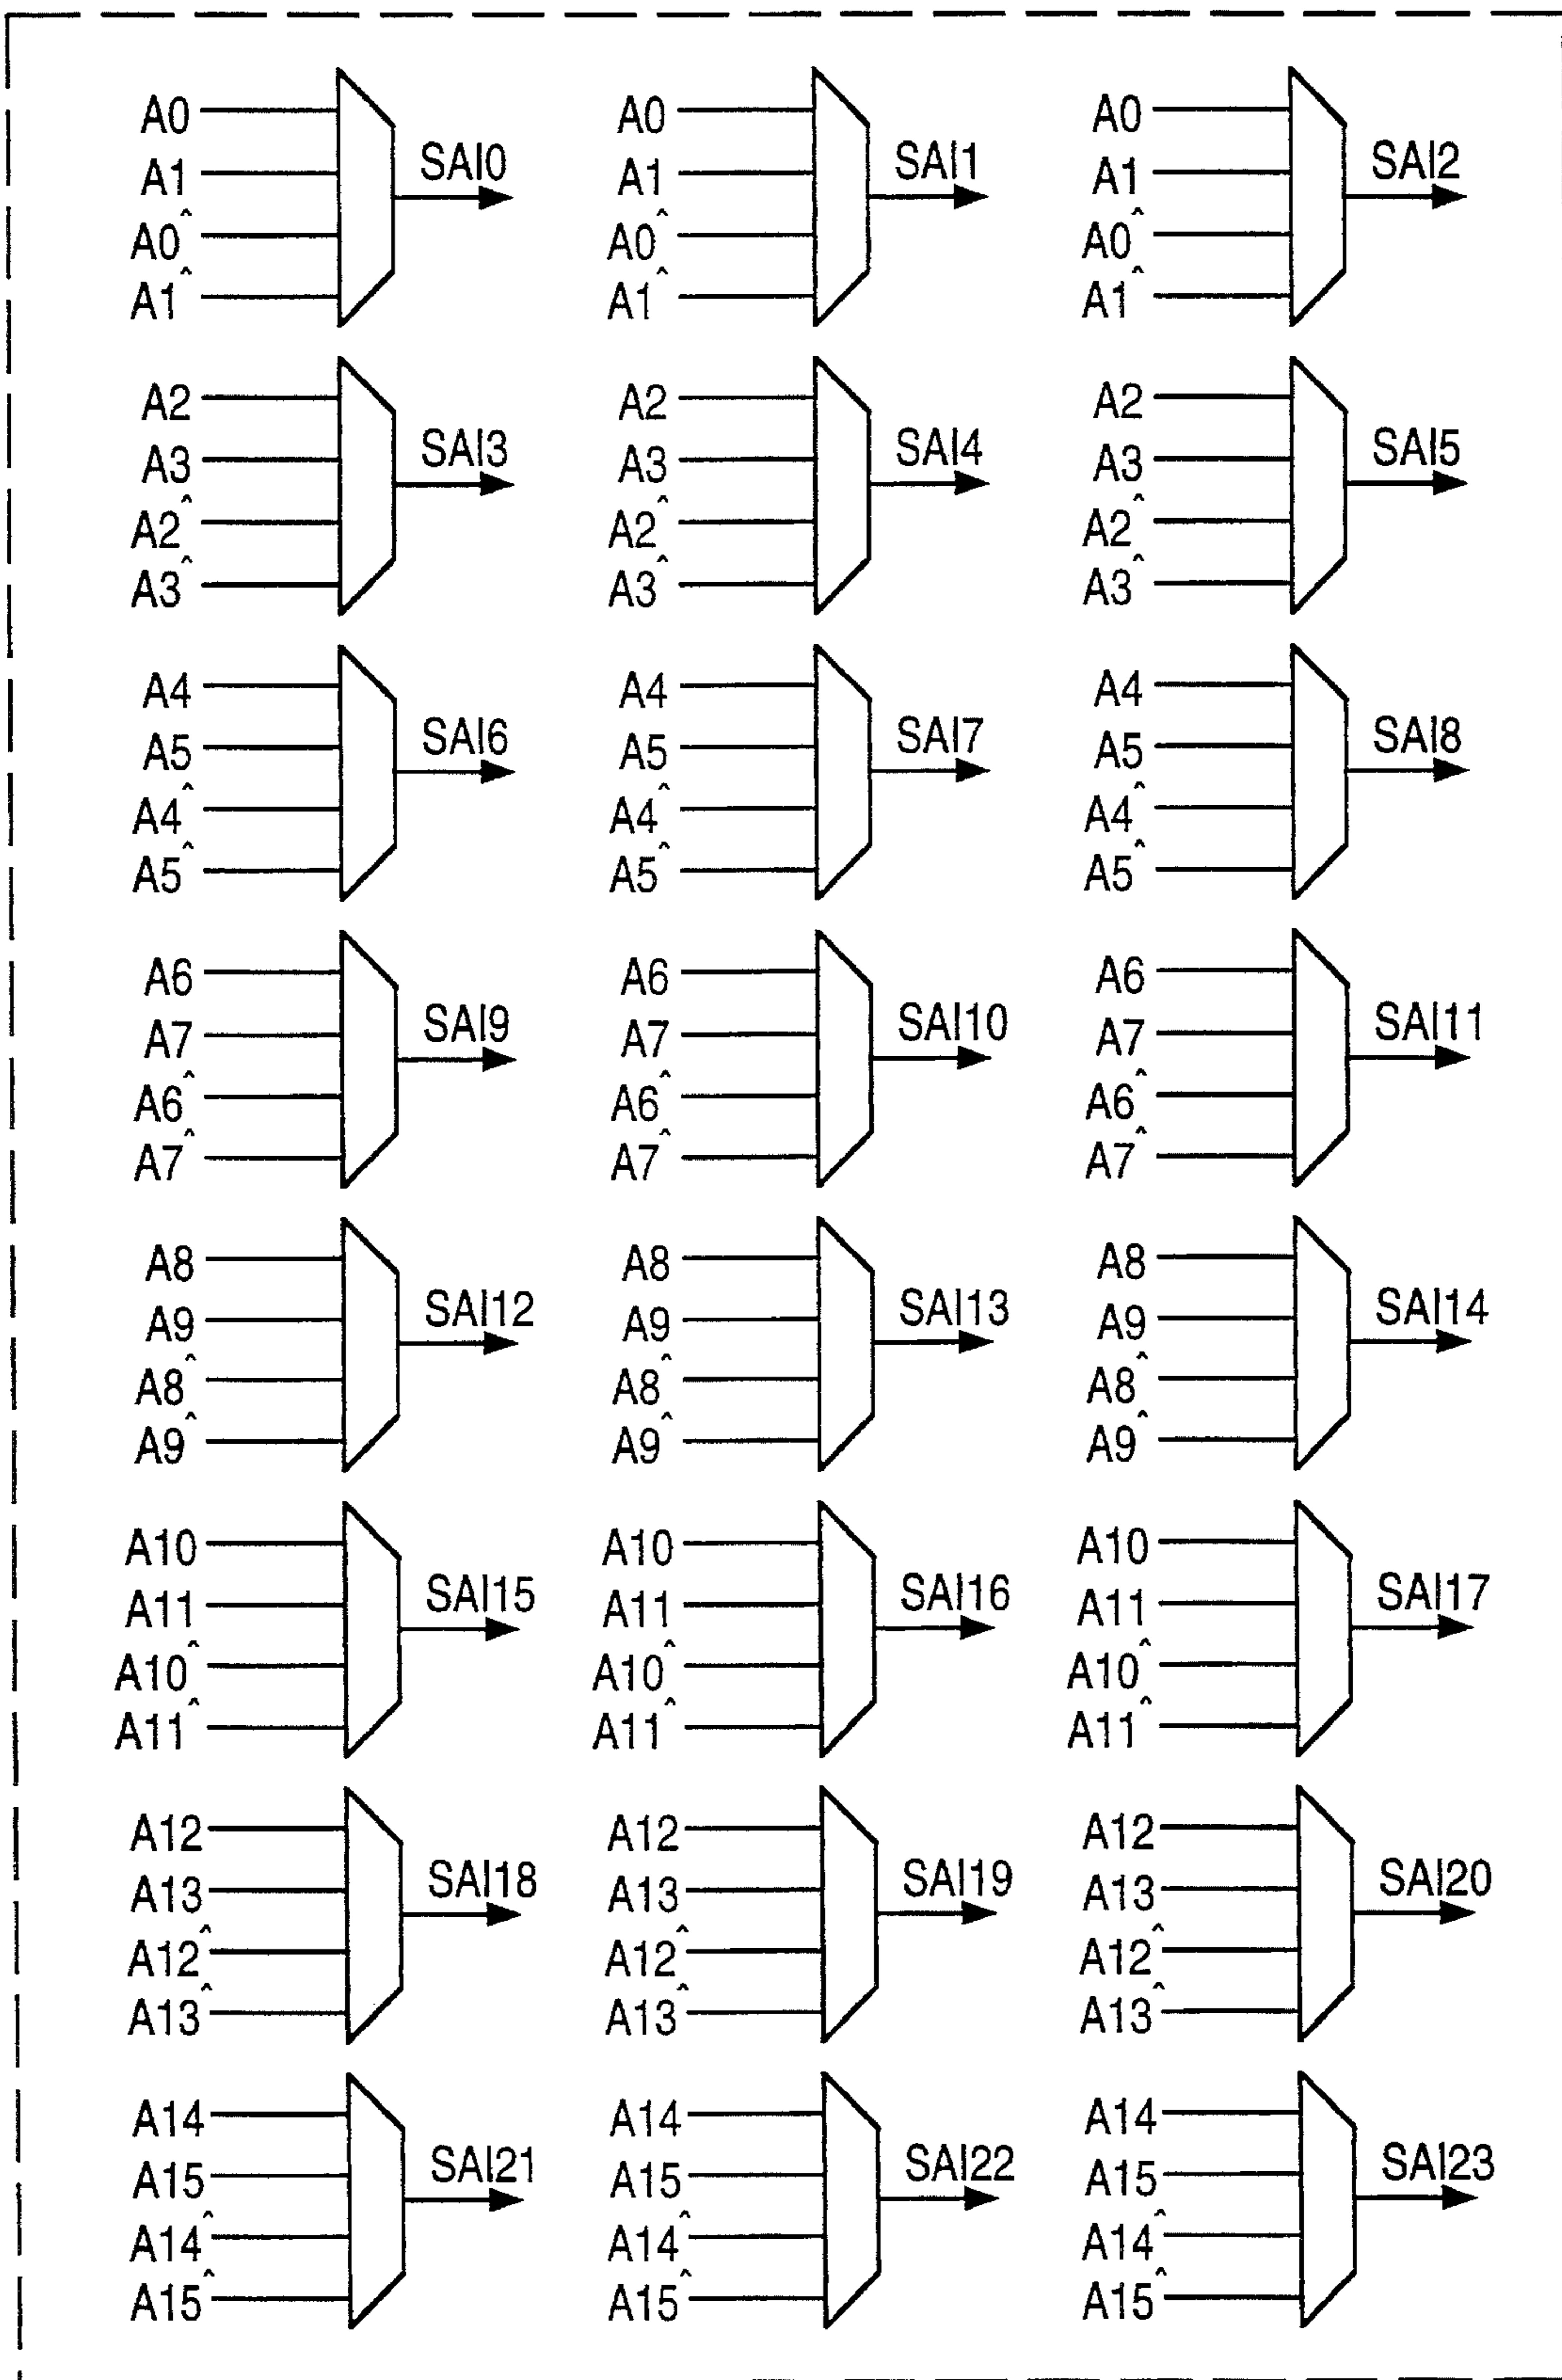 A0 A0 A0
SAI0 SAI1 SAI2
A1 A1 A1
A0^ A0^ A0^
A1^ A1^ A1^
A2 A2 A2
SAI3 SAI4 SAI5
A3 A3 A3
A2^ A2^ A2^
A3^ A3^ A3^
A4 A4 A4
SAI6 SAI7 SAI8
A5 A5 A5
A4^ A4^ A4^
A5^ A5^ A5^
A6 A6 A6
SAI9 SAI10 SAI11
A7 A7 A7
A6^ A6^ A6^
A7^ A7^ A7^
A8 A8 A8
SAI12 SAI13 SAI14
A9 A9 A9
A8^ A8^ A8^
A9^ A9^ A9^
A10 A10 A10
SAI15 SAI16 SAI17
A11 A11 A11
A10^ A10^ A10^
A11^ A11^ A11^
A12 A12 A12
SAI18 SAI19 SAI20
A13 A13 A13
A12^ A12^ A12^
A13^ A13^ A13^
A14 A14 A14
SAI21 SAI22 SAI23
A15 A15 A15
A14^ A14^ A14^
A15^ A15^ A15^